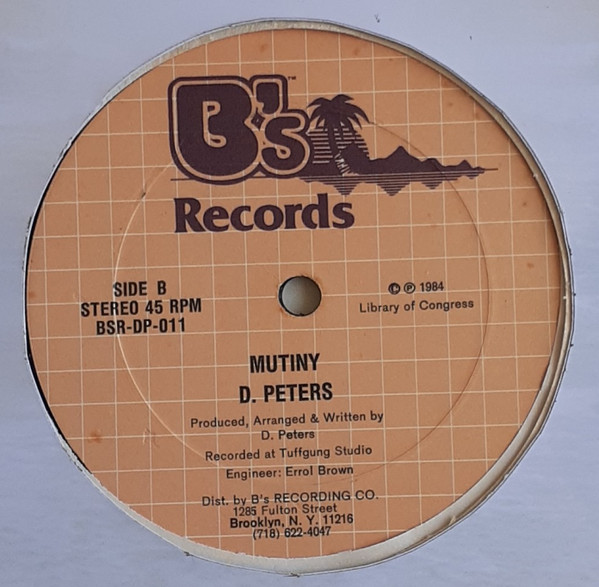 B's™
Records
SIDE B
STEREO 45 RPM
BSR-DP-011
© ℗ 1984
Library of Congress
MUTINY
D. PETERS
Produced, Arranged & Written by
D. Peters
Recorded at Tuffgung Studio
Engineer: Errol Brown
Dist. by B's RECORDING CO.
1285 Fulton Street
Brooklyn, N. Y. 11216
(718) 622-4047